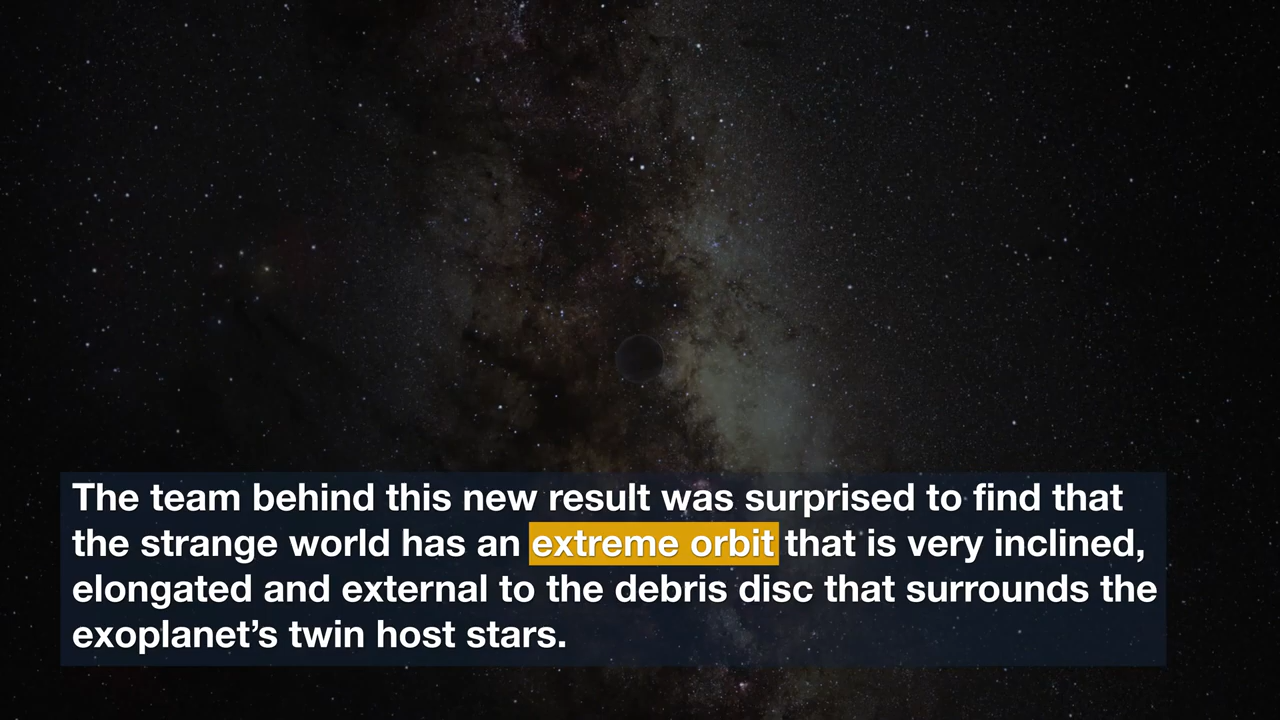 The team behind this new result was surprised to find that
the strange world has an extreme orbit that is very inclined,
elongated and external to the debris disc that surrounds the
exoplanet’s twin host stars.